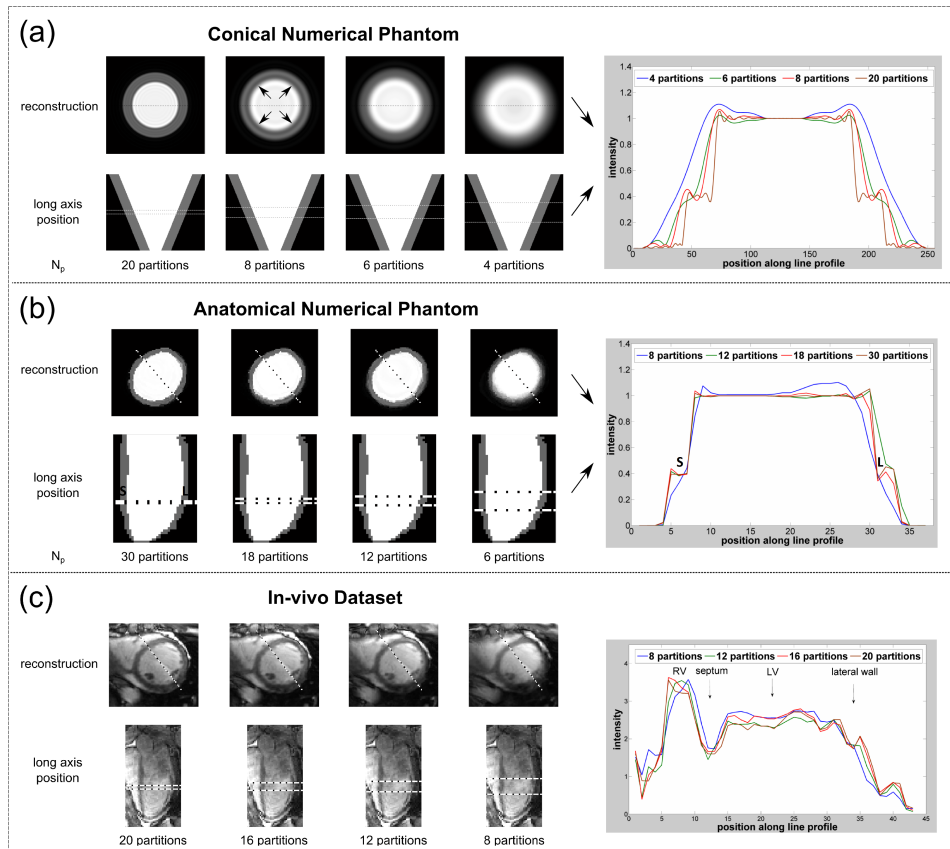 (a)
Conical Numerical Phantom
reconstruction
long axis
position
Np
20 partitions
8 partitions
6 partitions
4 partitions
4 partitions
6 partitions
8 partitions
20 partitions
intensity
1.4
1.2
1
0.8
0.6
0.4
0.2
0
0
50
100
150
200
250
position along line profile
(b)
Anatomical Numerical Phantom
reconstruction
long axis
position
S
L
Np
30 partitions
18 partitions
12 partitions
6 partitions
8 partitions
12 partitions
18 partitions
30 partitions
intensity
1.4
1.2
1
0.8
0.6
0.4
0.2
0
S
L
0
5
10
15
20
25
30
35
position along line profile
(c)
In-vivo Dataset
reconstruction
long axis
position
20 partitions
16 partitions
12 partitions
8 partitions
8 partitions
12 partitions
16 partitions
20 partitions
RV
septum
LV
lateral wall
intensity
4
3
2
1
0
0
5
10
15
20
25
30
35
40
45
position along line profile